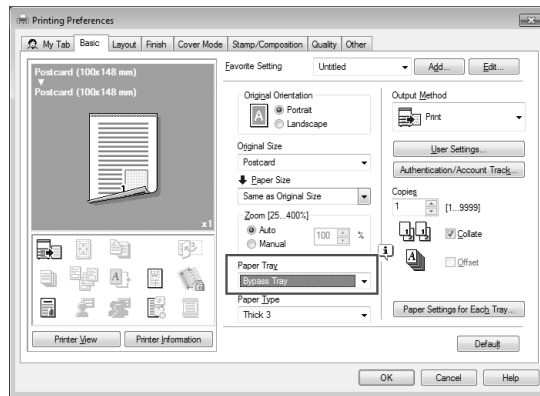 Printing Preferences
My Tab Basic Layout Finish Cover Mode Stamp/Composition Quality Other
Postcard (100x148 mm)
Postcard (100x148 mm)
1
x1
Printer View Printer Information
Favorite Setting Untitled Add... Edit...
Original Orientation
A Portrait
Landscape
Original Size
Postcard
Paper Size
Same as Original Size
Zoom [25...400%]
Auto
Manual
100 %
Paper Tray
Bypass Tray
Paper Type
Thick 3
Output Method
Print
User Settings...
Authentication/Account Track...
Copies
1 [1...9999]
Collate
Offset
Paper Settings for Each Tray...
Default
OK Cancel Help